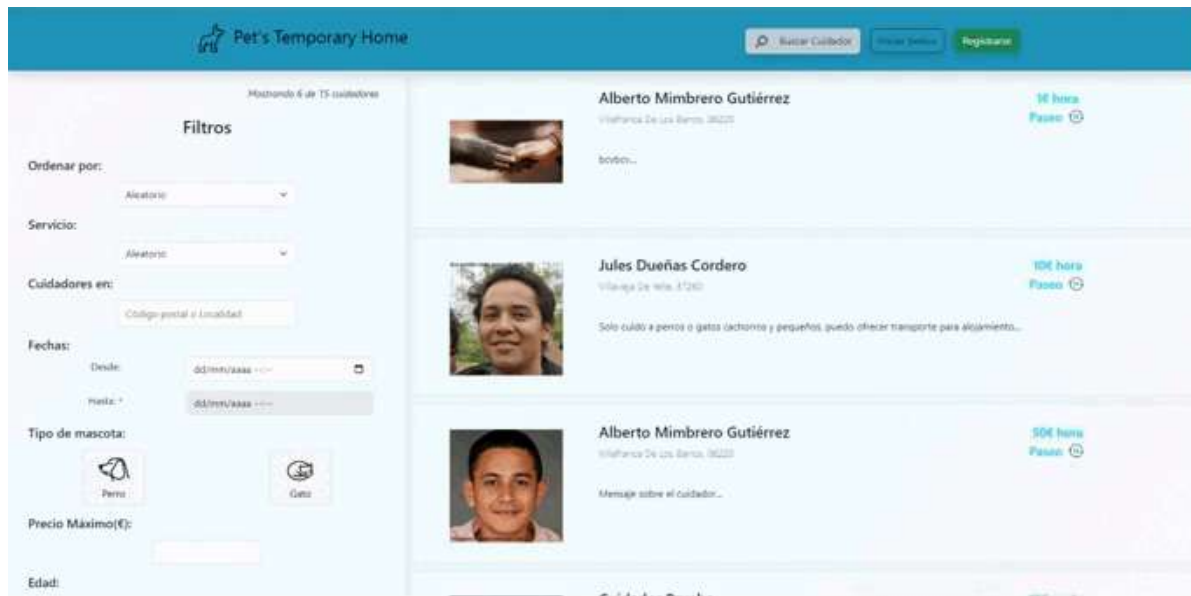 Pet's Temporary Home
Buscar Cuidador
Registrarse
Mostrando 6 de 15 cuidadores
Filtros
Ordenar por:
Aleatorio
Servicio:
Aleatorio
Cuidadores en:
Código postal o Localidad
Fechas:
Desde:
dd/mm/aaaa --:--
Hasta: *
dd/mm/aaaa --:--
Tipo de mascota:
Perro
Gato
Precio Máximo(€):
Edad:
Alberto Mimbrero Gutiérrez
Villafranca De Los Barros, 06220
1€ hora
Paseo
Jules Dueñas Cordero
10€ hora
Paseo
Solo cuido a perros o gatos cachorros y pequeños, puedo ofrecer transporte para alojamiento...
Alberto Mimbrero Gutiérrez
Villafranca De Los Barros, 06220
50€ hora
Paseo
Mensaje sobre el cuidador...